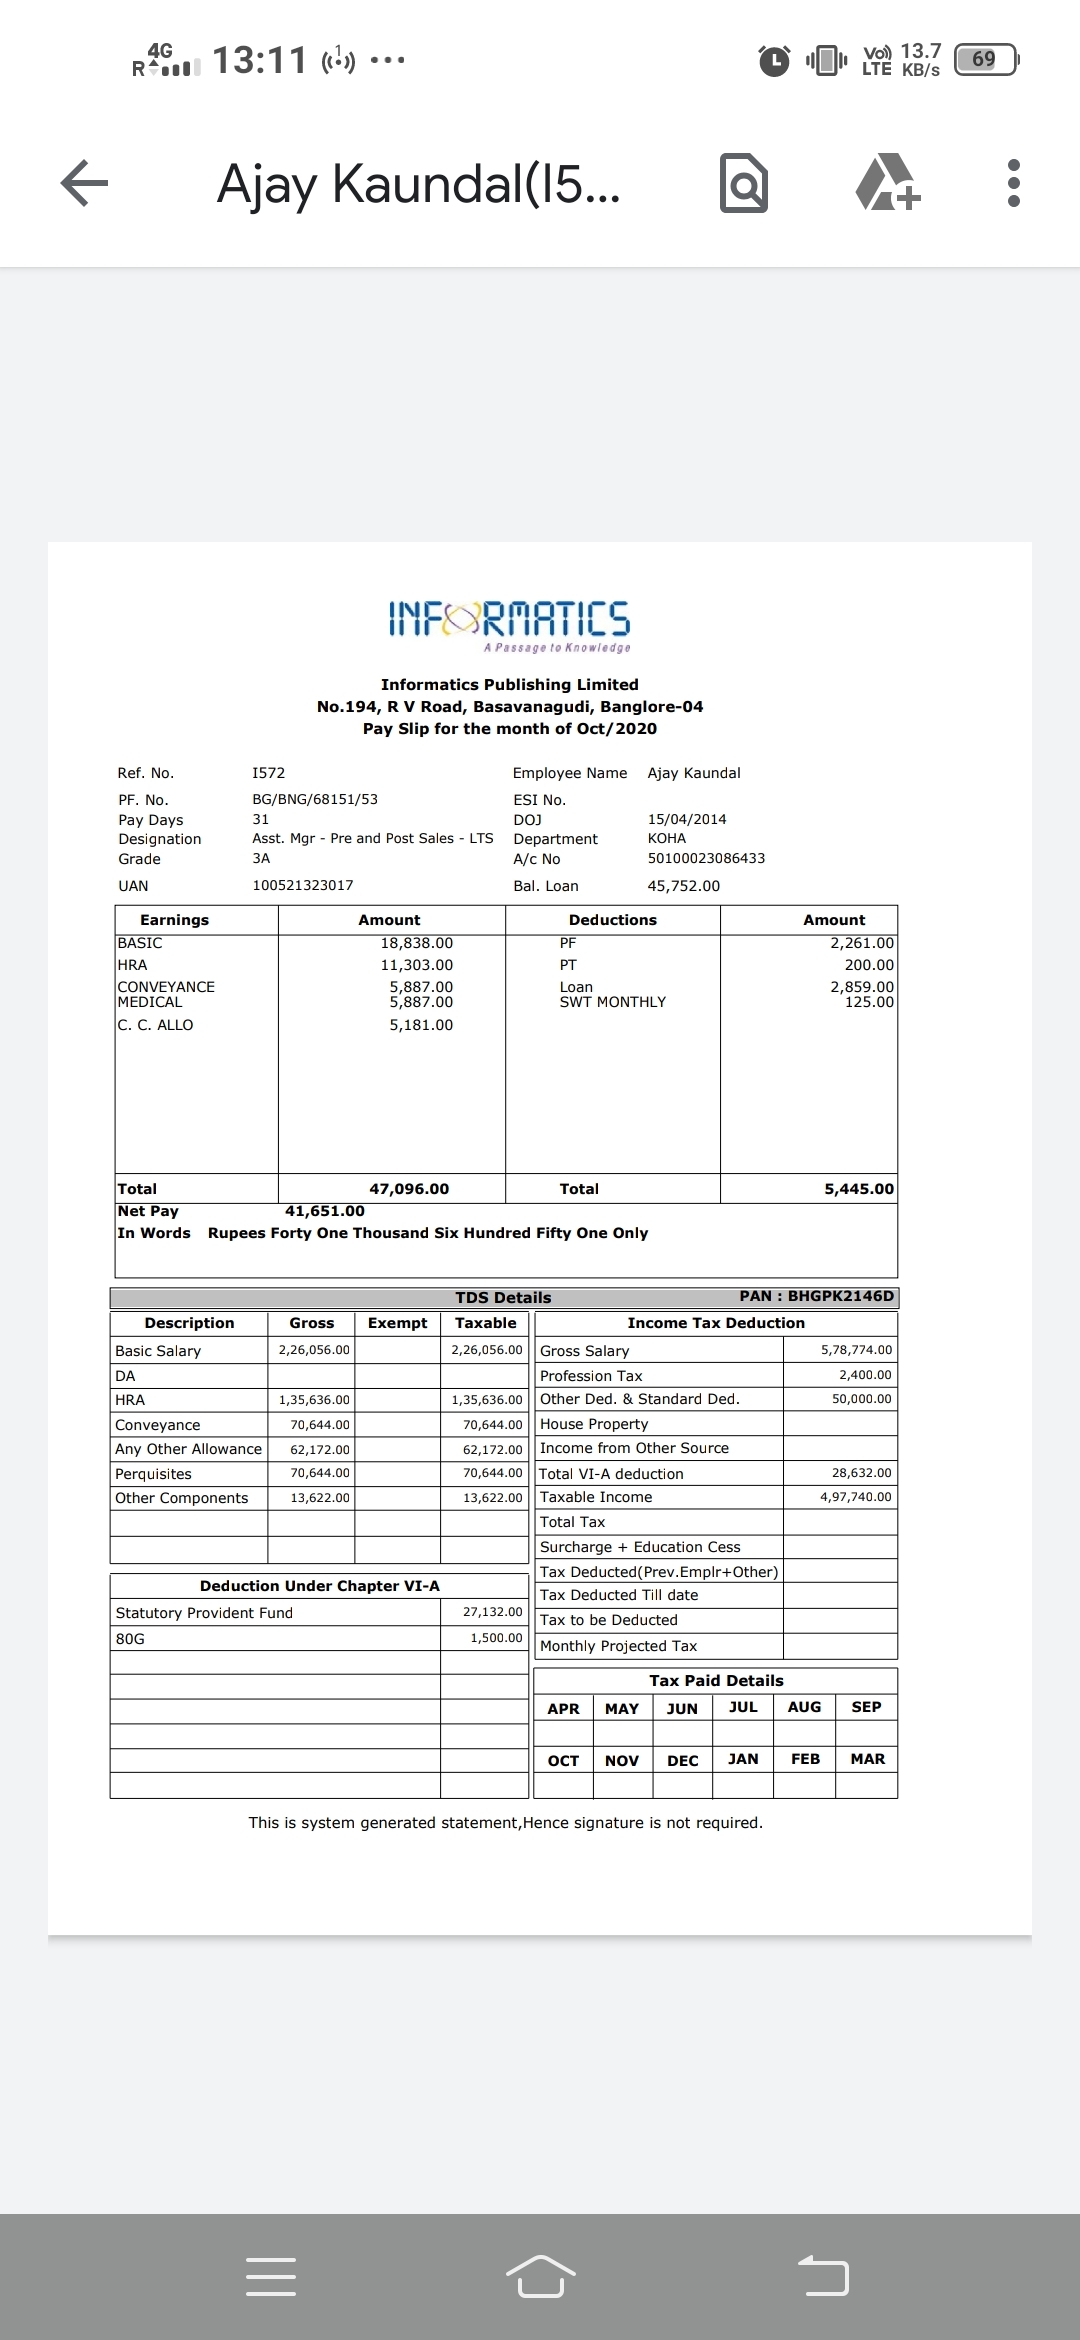 4G
R 13:11 1 ... Vo)) LTE 13.7 KB/s 69
Ajay Kaundal(I5...
INFORMATICS
A Passage to Knowledge
Informatics Publishing Limited
No.194, R V Road, Basavanagudi, Banglore-04
Pay Slip for the month of Oct/2020
Ref. No. I572 Employee Name Ajay Kaundal
PF. No. BG/BNG/68151/53 ESI No.
Pay Days 31 DOJ 15/04/2014
Designation Asst. Mgr - Pre and Post Sales - LTS Department KOHA
Grade 3A A/c No 50100023086433
UAN 100521323017 Bal. Loan 45,752.00
Earnings Amount Deductions Amount
BASIC 18,838.00 PF 2,261.00
HRA 11,303.00 PT 200.00
CONVEYANCE 5,887.00 Loan 2,859.00
MEDICAL 5,887.00 SWT MONTHLY 125.00
C. C. ALLO 5,181.00
Total 47,096.00 Total 5,445.00
Net Pay 41,651.00
In Words Rupees Forty One Thousand Six Hundred Fifty One Only
TDS Details PAN : BHGPK2146D
Description Gross Exempt Taxable Income Tax Deduction
Basic Salary 2,26,056.00 2,26,056.00 Gross Salary 5,78,774.00
DA Profession Tax 2,400.00
HRA 1,35,636.00 1,35,636.00 Other Ded. & Standard Ded. 50,000.00
Conveyance 70,644.00 70,644.00 House Property
Any Other Allowance 62,172.00 62,172.00 Income from Other Source
Perquisites 70,644.00 70,644.00 Total VI-A deduction 28,632.00
Other Components 13,622.00 13,622.00 Taxable Income 4,97,740.00
Total Tax
Surcharge + Education Cess
Tax Deducted(Prev.Emplr+Other)
Deduction Under Chapter VI-A
Tax Deducted Till date
Statutory Provident Fund 27,132.00 Tax to be Deducted
80G 1,500.00 Monthly Projected Tax
Tax Paid Details
APR MAY JUN JUL AUG SEP
OCT NOV DEC JAN FEB MAR
This is system generated statement,Hence signature is not required.